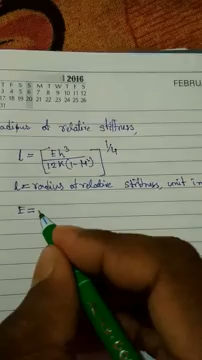 2016
T F S S M T W T F S S M T W T F S
FEBRU
radius of relative stiffness,
l = [Eh³ / 12K(1-μ²)]^1/4
l = radius of relative stiffness, unit in
E =